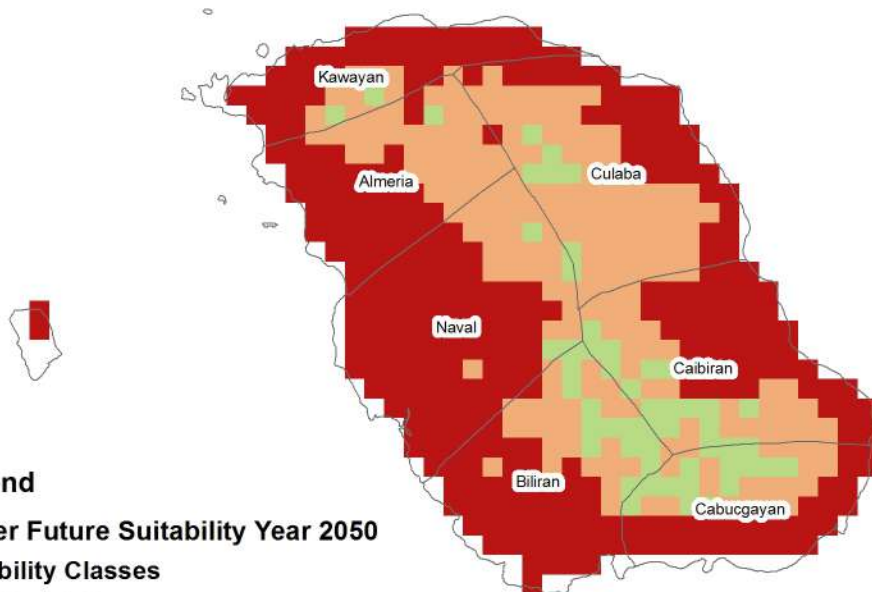 Kawayan
Almeria
Culaba
Naval
Caibiran
Biliran
Cabucgayan
nd
er Future Suitability Year 2050
bility Classes